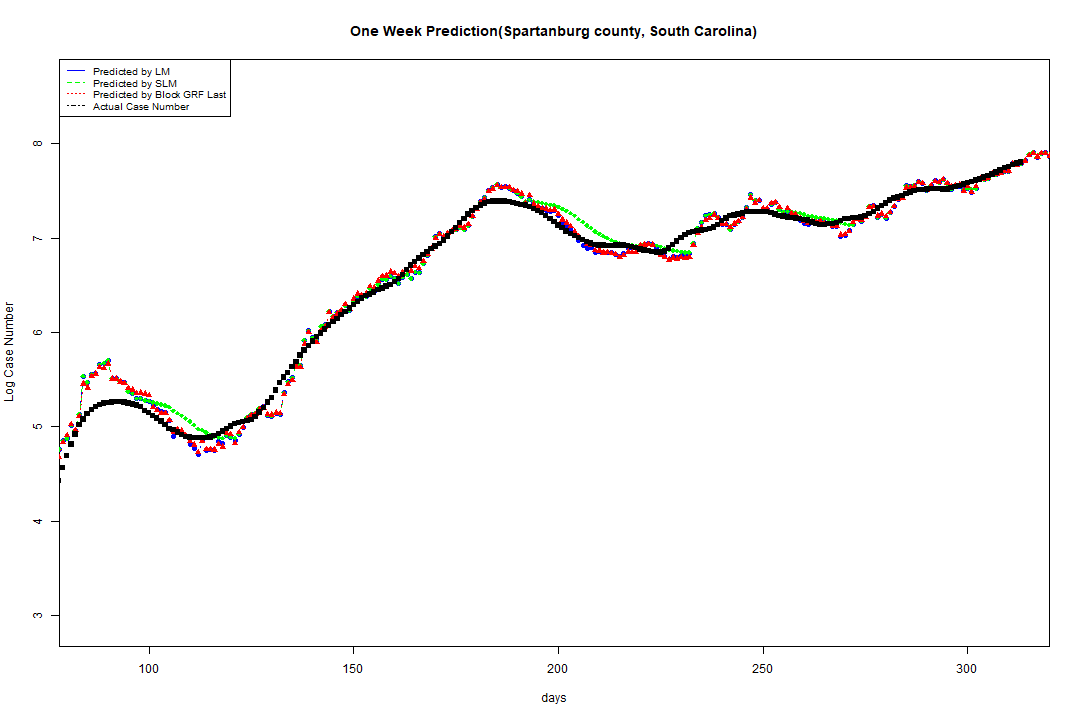 One Week Prediction(Spartanburg county, South Carolina)
Predicted by LM
Predicted by SLM
Predicted by Block GRF Last
Actual Case Number
8
7
6
5
4
3
Log Case Number
100 150 200 250 300
days